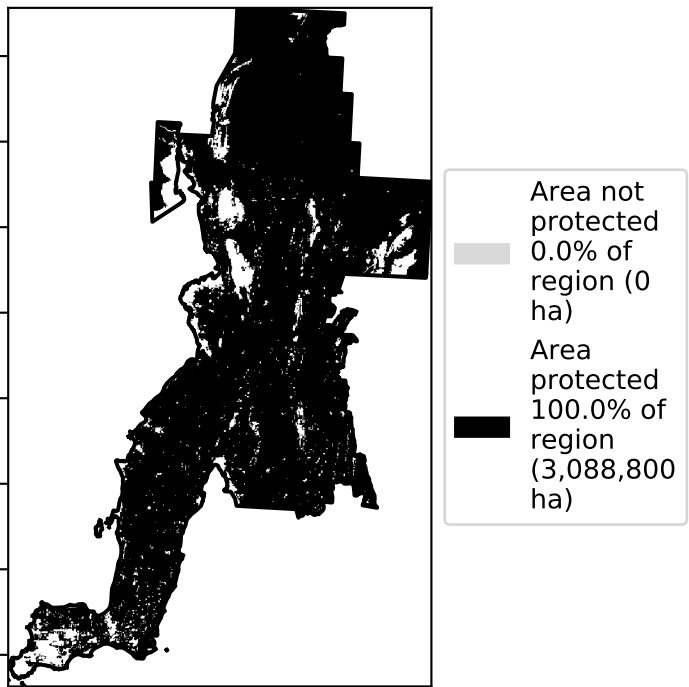 Area not
protected
0.0% of
region (0
ha)
Area
protected
100.0% of
region
(3,088,800
ha)